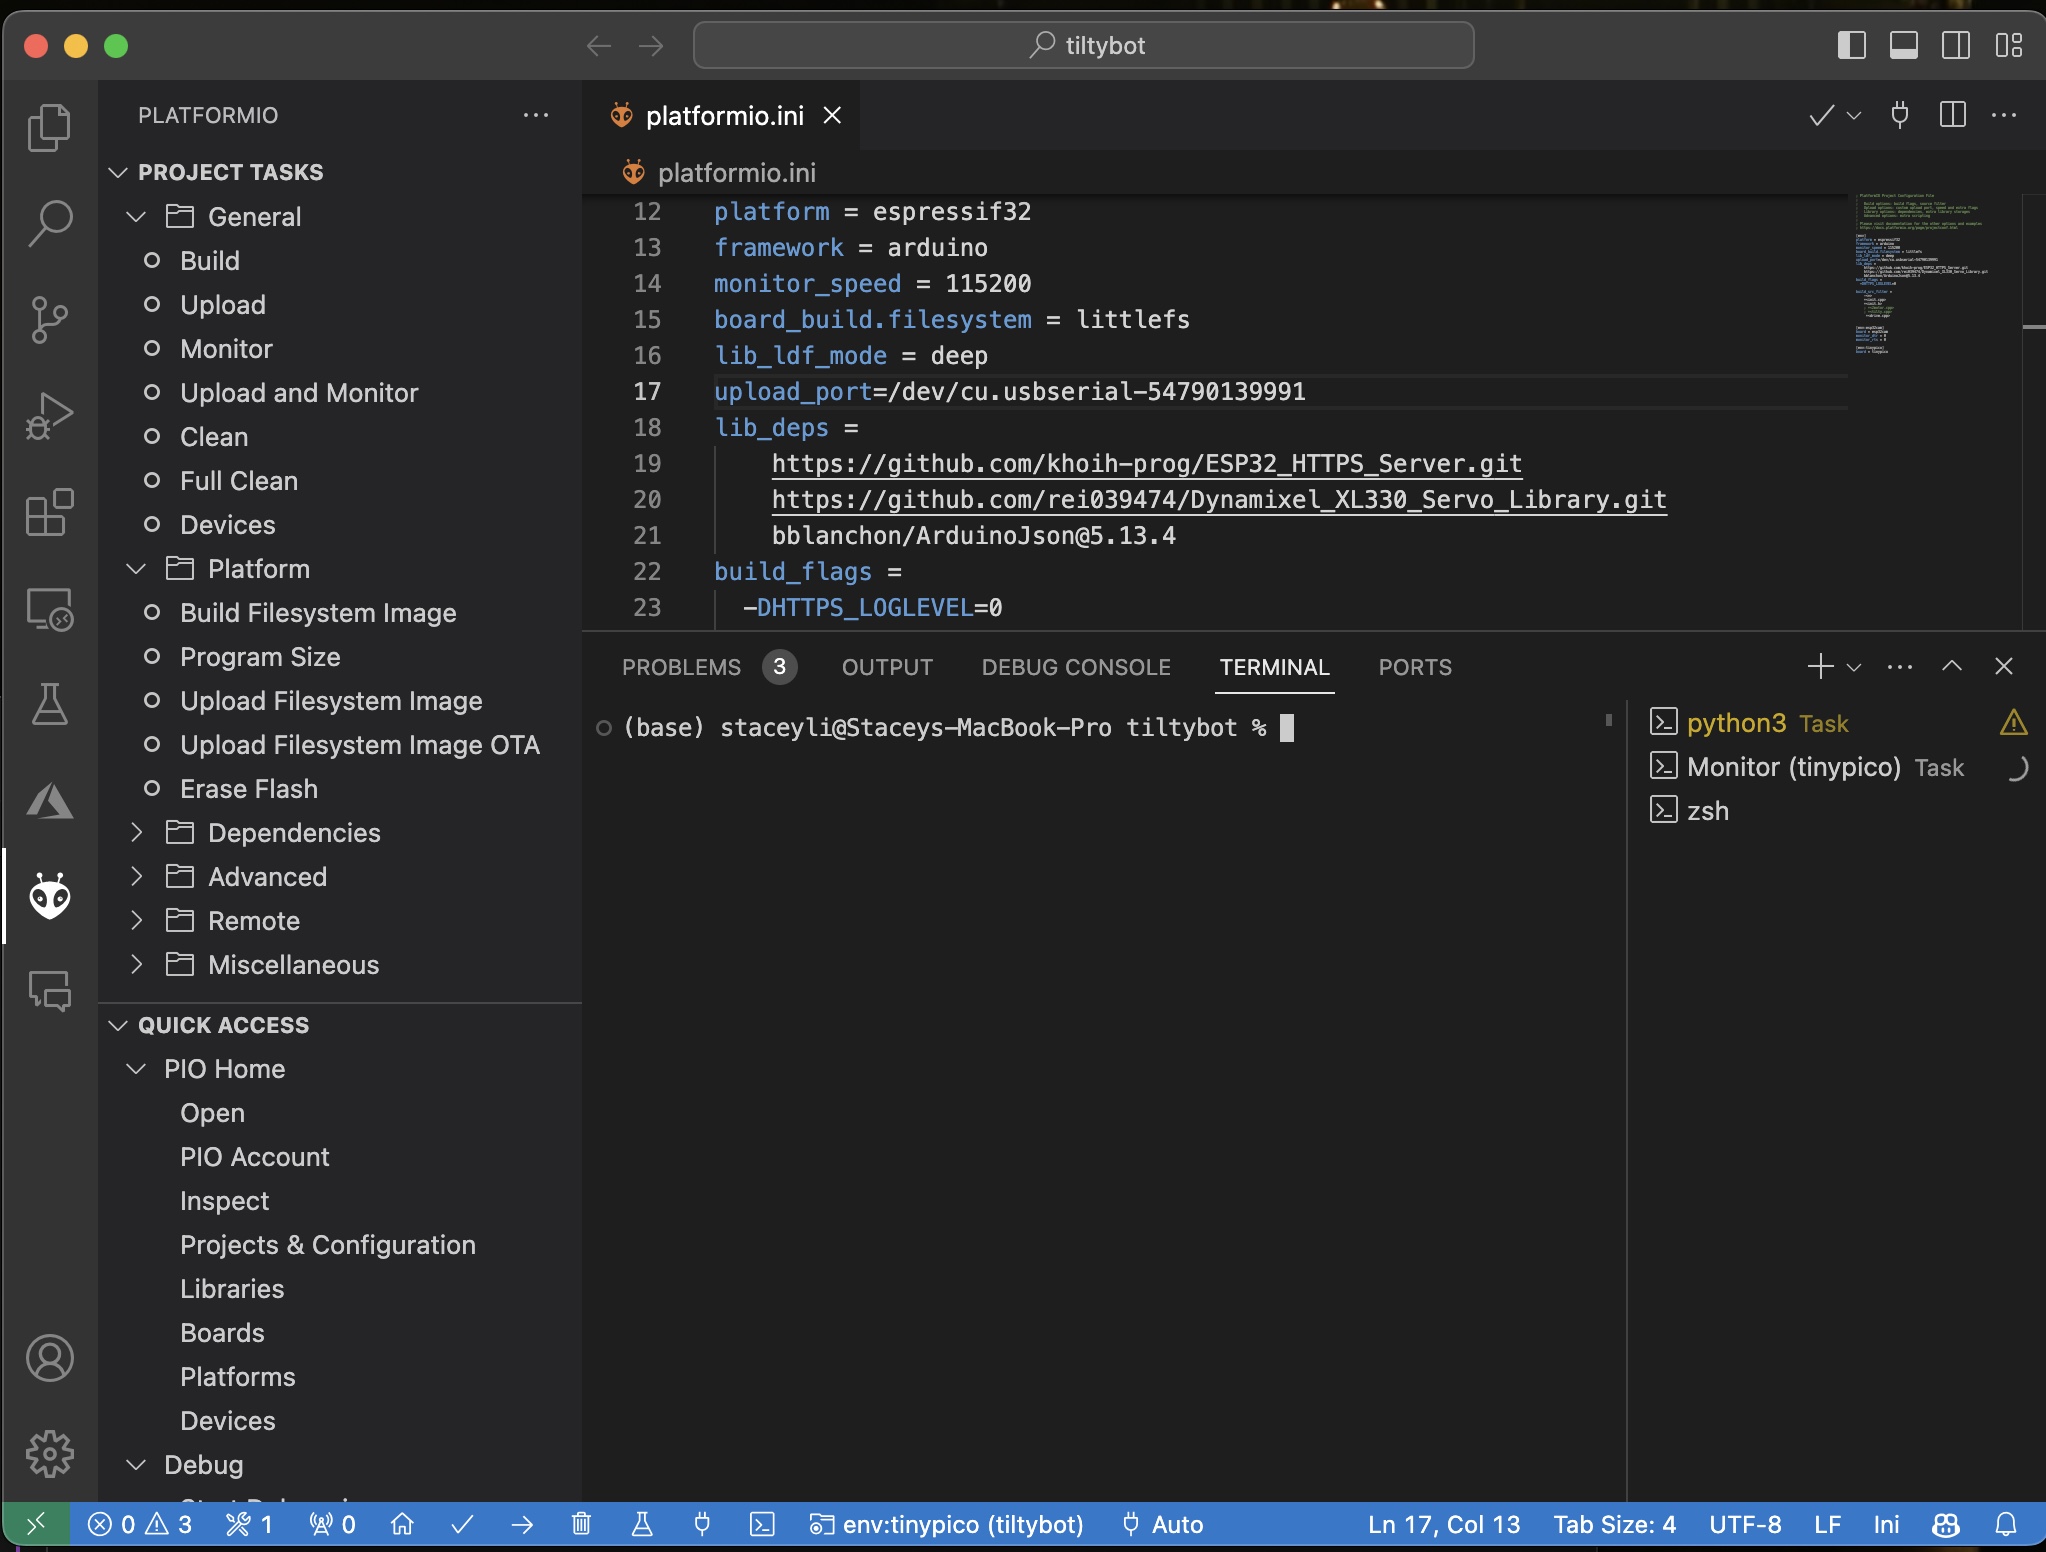 tiltybot
PLATFORMIO
PROJECT TASKS
General
Build
Upload
Monitor
Upload and Monitor
Clean
Full Clean
Devices
Platform
Build Filesystem Image
Program Size
Upload Filesystem Image
Upload Filesystem Image OTA
Erase Flash
Dependencies
Advanced
Remote
Miscellaneous
QUICK ACCESS
PIO Home
Open
PIO Account
Inspect
Projects & Configuration
Libraries
Boards
Platforms
Devices
Debug
platformio.ini
platformio.ini
12 platform = espressif32
13 framework = arduino
14 monitor_speed = 115200
15 board_build.filesystem = littlefs
16 lib_ldf_mode = deep
17 upload_port=/dev/cu.usbserial-54790139991
18 lib_deps =
19 https://github.com/khoih-prog/ESP32_HTTPS_Server.git
20 https://github.com/rei039474/Dynamixel_XL330_Servo_Library.git
21 bblanchon/ArduinoJson@5.13.4
22 build_flags =
23 -DHTTPS_LOGLEVEL=0
PROBLEMS 3 OUTPUT DEBUG CONSOLE TERMINAL PORTS
(base) staceyli@Staceys-MacBook-Pro tiltybot %
python3 Task
Monitor (tinypico) Task
zsh
0 3 1 0 env:tinypico (tiltybot) Auto Ln 17, Col 13 Tab Size: 4 UTF-8 LF Ini